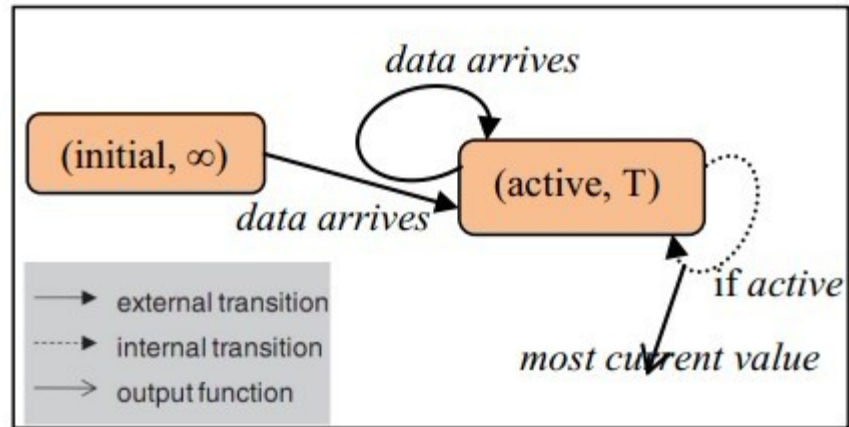 data arrives
(initial, ∞)
(active, T)
data arrives
if active
most current value
external transition
internal transition
output function